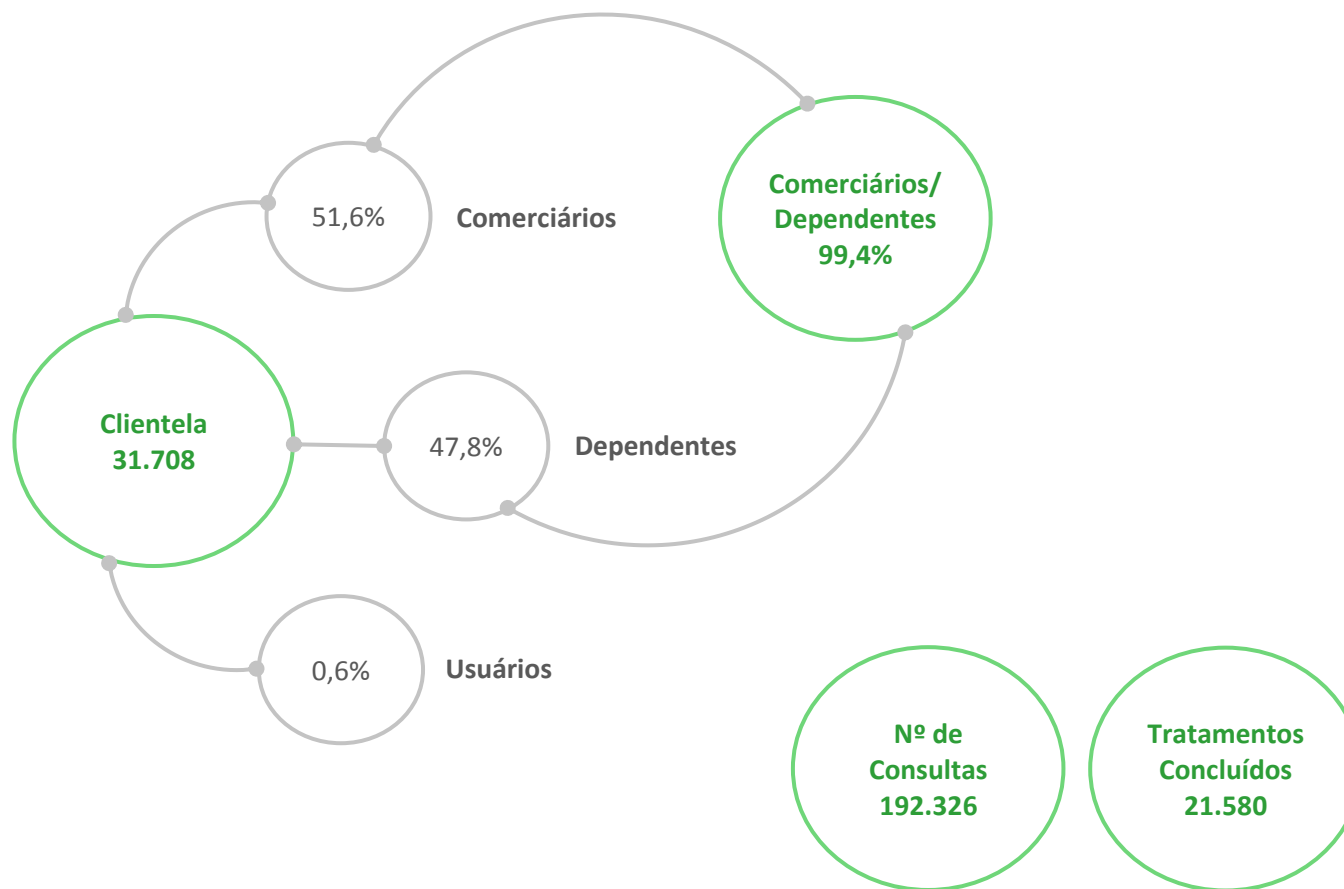 51,6%
Comerciários
Comerciários/
Dependentes
99,4%
Clientela
31.708
47,8%
Dependentes
0,6%
Usuários
Nº de
Consultas
192.326
Tratamentos
Concluídos
21.580